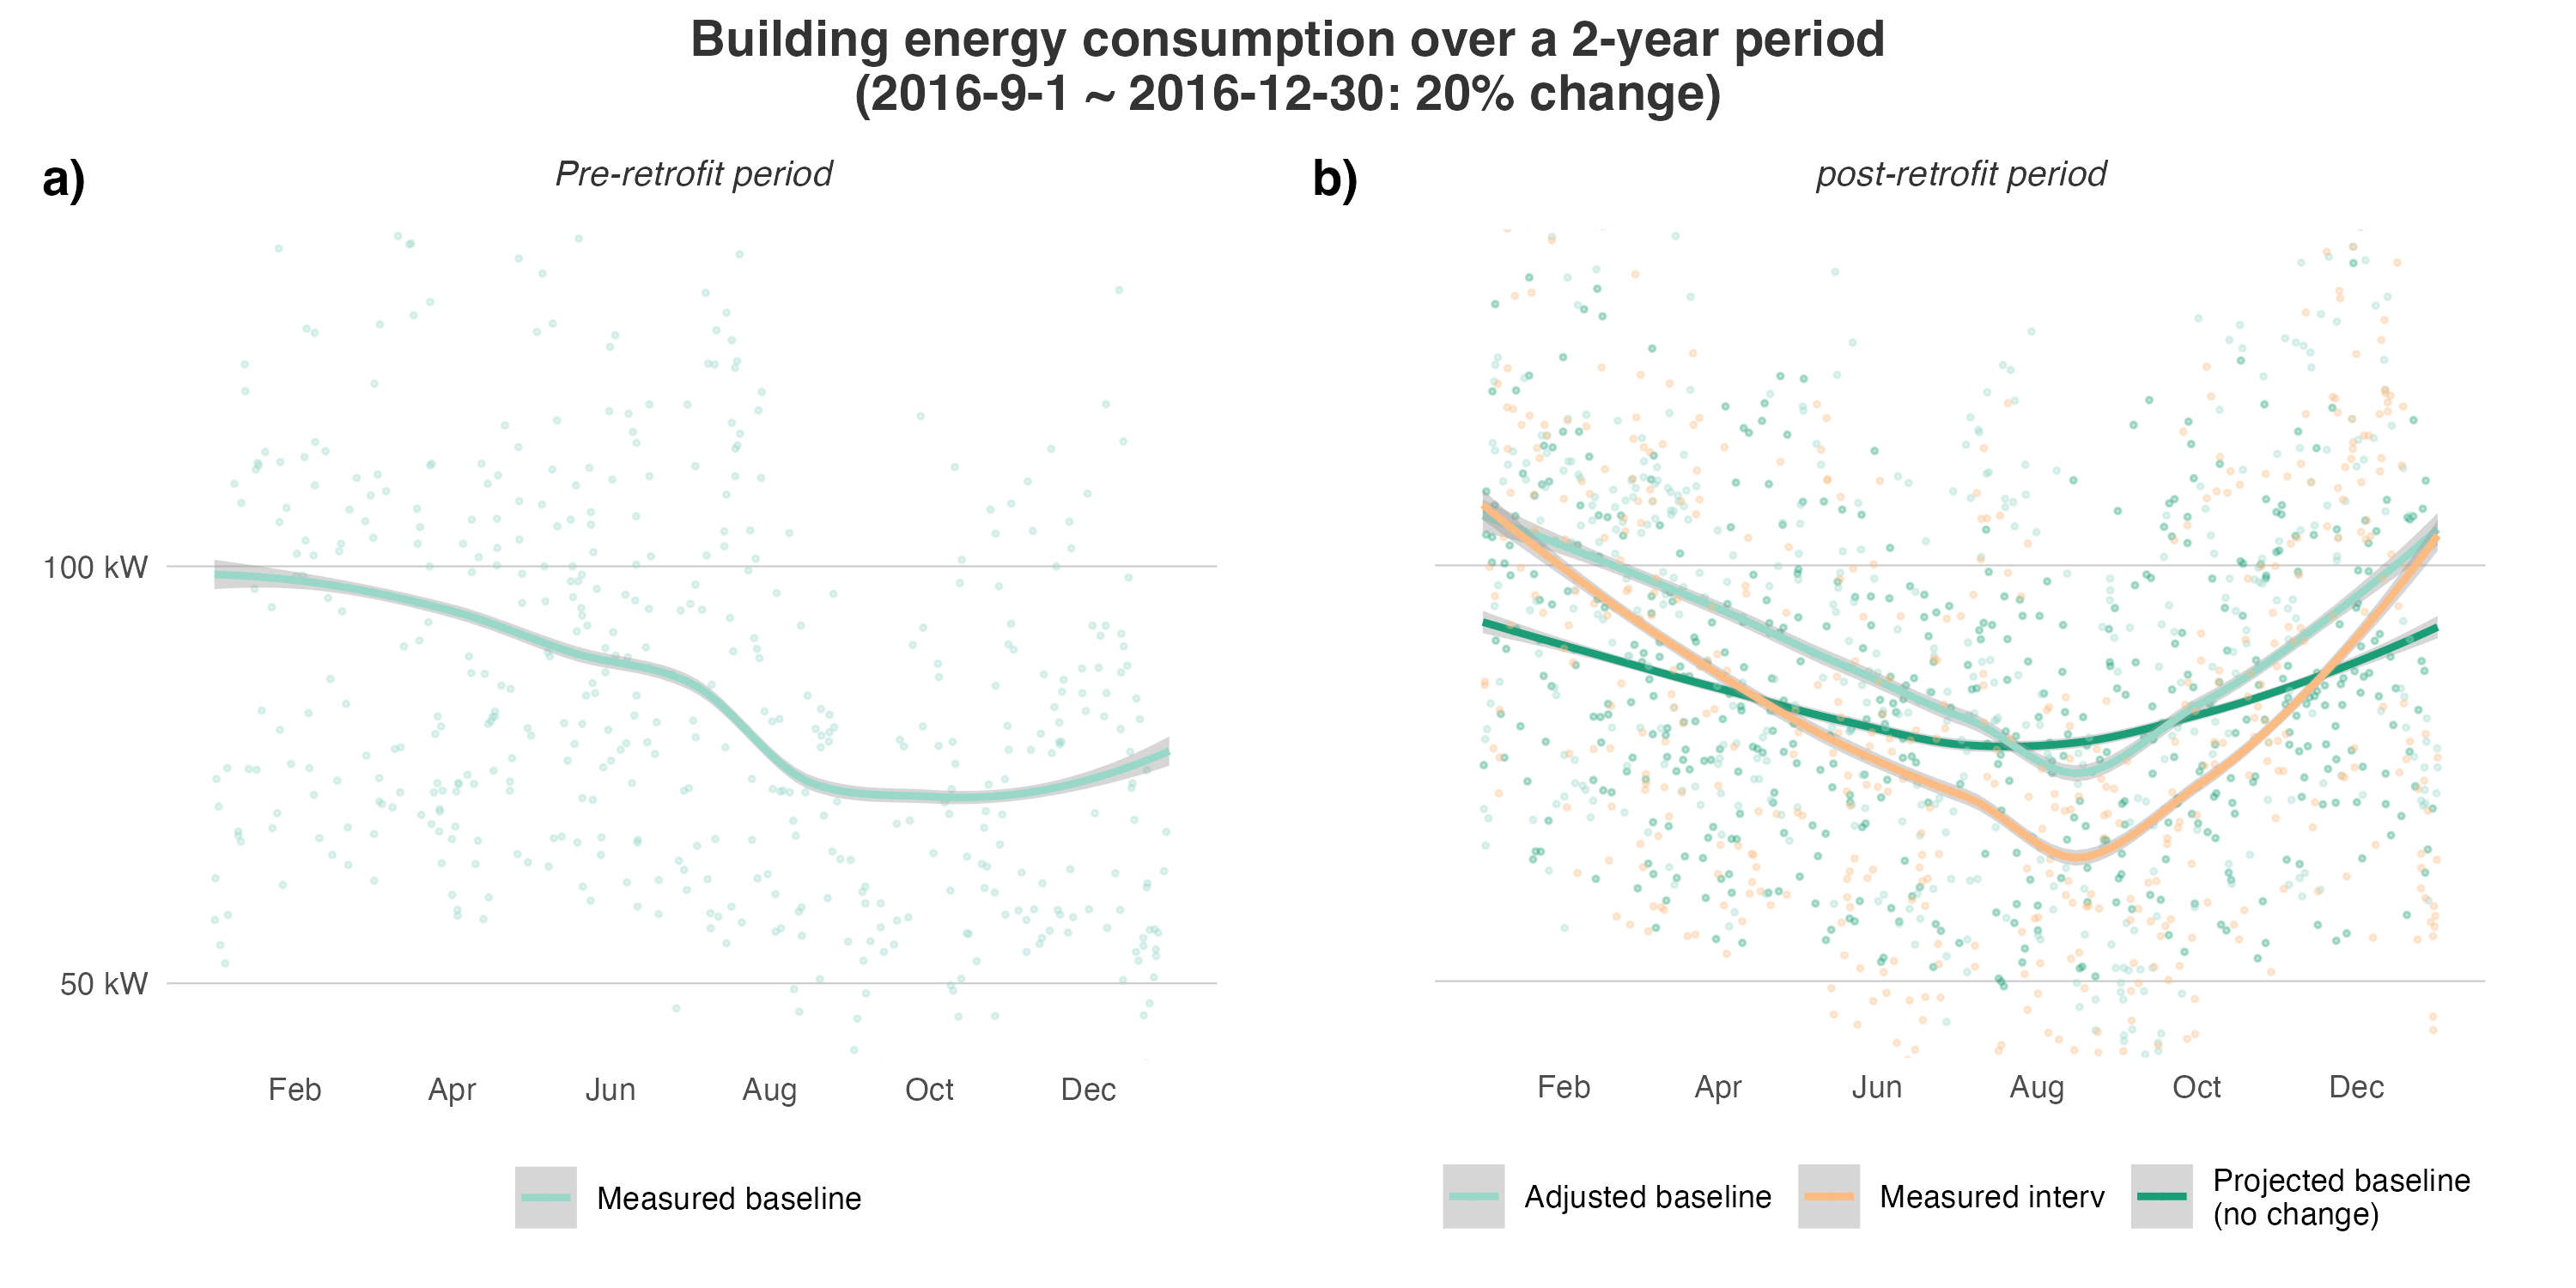 Building energy consumption over a 2-year period
(2016-9-1 ~ 2016-12-30: 20% change)
a)
Pre-retrofit period
b)
post-retrofit period
100 kW
50 kW
Feb Apr Jun Aug Oct Dec
Feb Apr Jun Aug Oct Dec
Measured baseline
Adjusted baseline
Measured interv
Projected baseline
(no change)